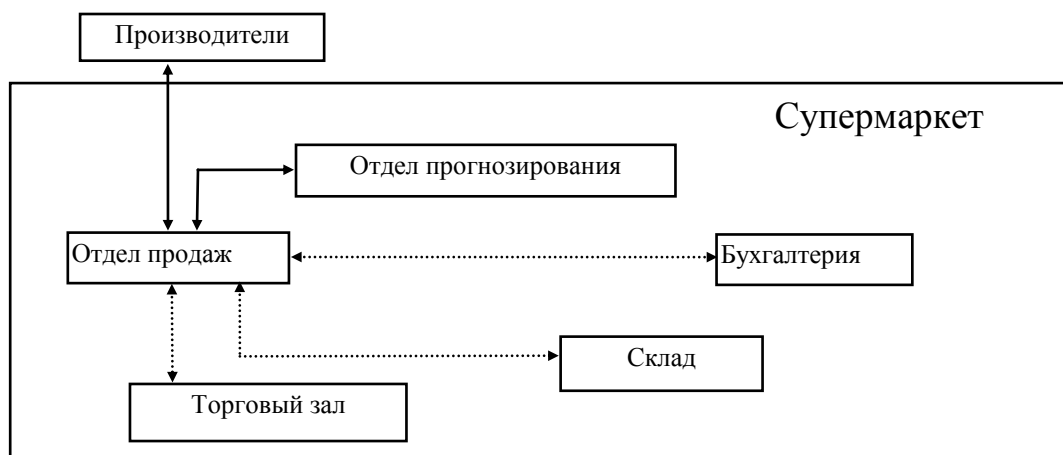 Производители
Супермаркет
Отдел прогнозирования
Отдел продаж
Бухгалтерия
Склад
Торговый зал